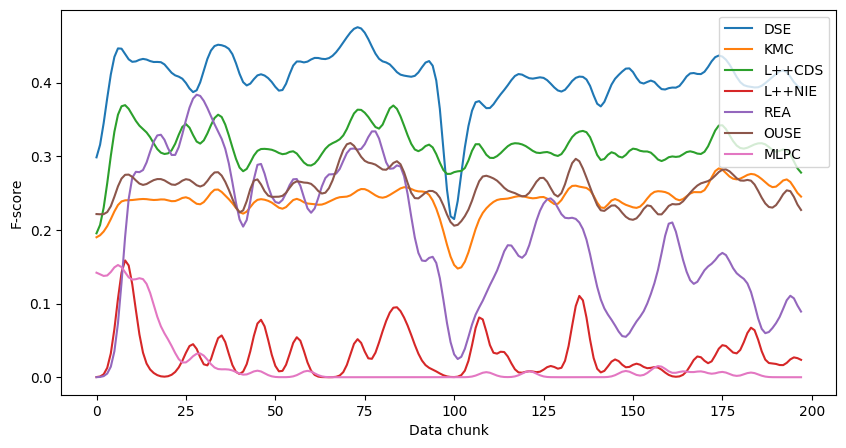 DSE
KMC
L++CDS
L++NIE
REA
OUSE
MLPC
F-score
0.4
0.3
0.2
0.1
0.0
0
25
50
75
100
125
150
175
200
Data chunk